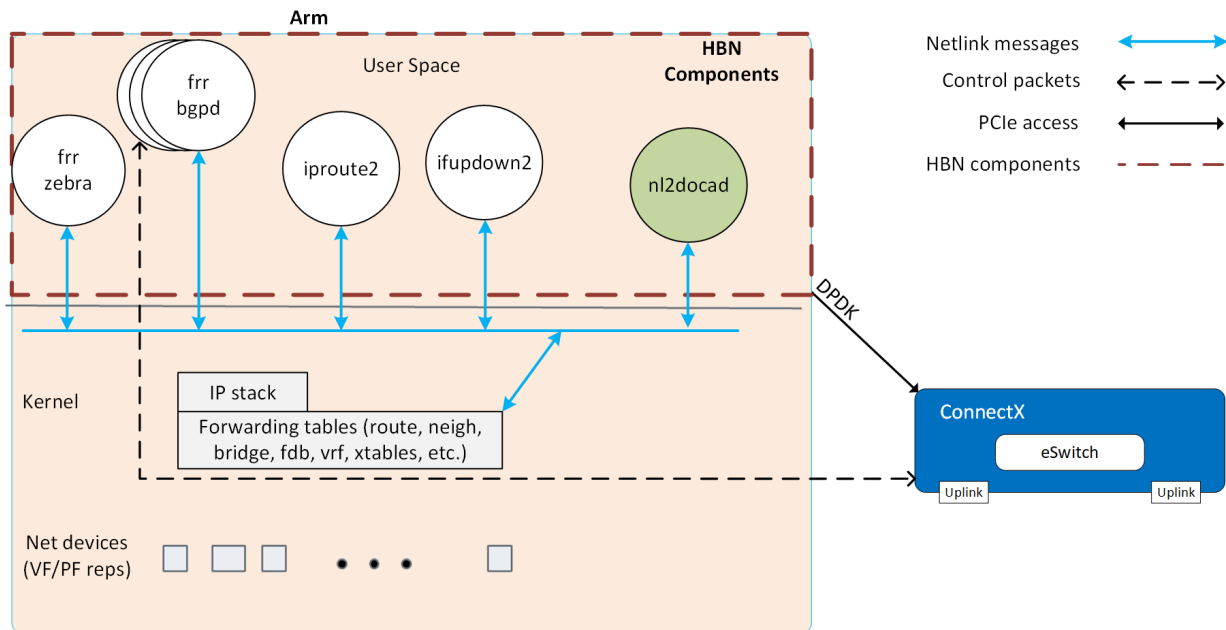 Arm
User Space
HBN
Components
frr
bgpd
frr
zebra
iproute2
ifupdown2
nl2docad
Netlink messages
Control packets
PCIe access
HBN components
DPDK
Kernel
IP stack
Forwarding tables (route, neigh,
bridge, fdb, vrf, xtables, etc.)
ConnectX
eSwitch
Uplink
Uplink
Net devices
(VF/PF reps)